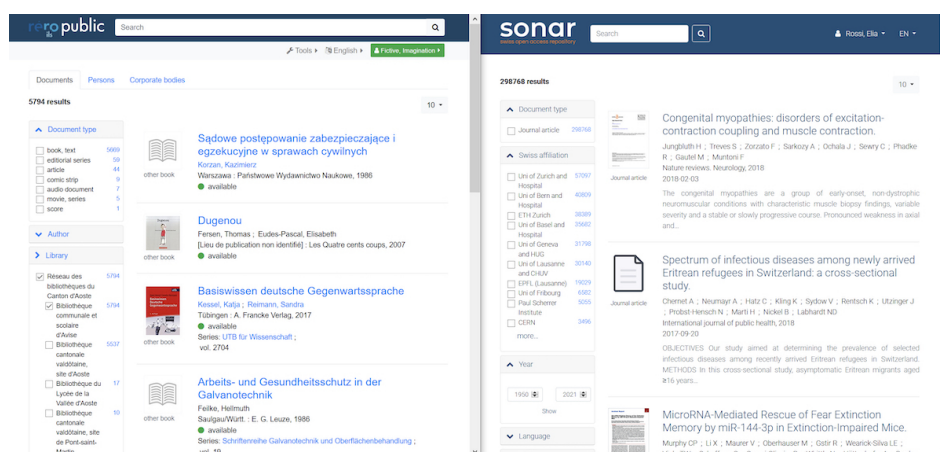 rero public
Search
Tools
English
Fictive, Imagination
Documents
Persons
Corporate bodies
5794 results
10
Document type
book, text 5669
editorial series 59
article 44
comic strip 9
audio document 7
movie, series 5
score 1
Author
Library
Réseau des 5794
bibliothèques du
Canton d'Aoste
Bibliothèque 5794
communale et
scolaire
d'Avise
Bibliothèque 5537
cantonale
valdôtaine,
site d'Aoste
Bibliothèque du 57
Lycée de la
Vallée d'Aoste
Bibliothèque 50
cantonale
valdôtaine, site
de Pont-saint-
Martin
other book
Sądowe postępowanie zabezpieczające i
egzekucyjne w sprawach cywilnych
Korzan, Kazimierz
Warszawa : Państwowe Wydawnictwo Naukowe, 1986
available
other book
Dugenou
Fersen, Thomas ; Eudes-Pascal, Elisabeth
[Lieu de publication non identifié] : Les Quatre cents coups, 2007
available
other book
Basiswissen deutsche Gegenwartssprache
Kessel, Katja ; Reimann, Sandra
Tübingen : A. Francke Verlag, 2017
available
Series: UTB für Wissenschaft ;
vol. 2704
other book
Arbeits- und Gesundheitsschutz in der
Galvanotechnik
Feilke, Hellmuth
Saulgau/Württ. : E. G. Leuze, 1986
available
Series: Schriftenreihe Galvanotechnik und Oberflächenbehandlung ;
vol. 19
sonar
swiss open access repository
Search
Rossi, Elia
EN
298768 results
10
Document type
Journal article 298768
Swiss affiliation
Uni of Zurich and 57097
Hospital
Uni of Bern and 40809
Hospital
ETH Zurich 38389
Uni of Basel and 35682
Hospital
Uni of Geneva 31798
and HUG
Uni of Lausanne 30140
and CHUV
EPFL (Lausanne) 19029
Uni of Fribourg 6582
Paul Scherrer 5055
Institute
CERN 3496
more...
Year
1950
2021
Show
Language
Journal article
Congenital myopathies: disorders of excitation-
contraction coupling and muscle contraction.
Jungbluth H ; Treves S ; Zorzato F ; Sarkozy A ; Ochala J ; Sewry C ; Phadke
R ; Gautel M ; Muntoni F
Nature reviews. Neurology, 2018
2018-02-03
The congenital myopathies are a group of early-onset, non-dystrophic
neuromuscular conditions with characteristic muscle biopsy findings, variable
severity and a stable or slowly progressive course. Pronounced weakness in axial
and...
Journal article
Spectrum of infectious diseases among newly arrived
Eritrean refugees in Switzerland: a cross-sectional
study.
Chernet A ; Neumayr A ; Hatz C ; Kling K ; Sydow V ; Rentsch K ; Utzinger J
; Probst-Hensch N ; Marti H ; Nickel B ; Labhardt ND
International journal of public health, 2018
2017-09-20
OBJECTIVES Our study aimed at determining the prevalence of selected
infectious diseases among recently arrived Eritrean refugees in Switzerland.
METHODS In this cross-sectional study, asymptomatic Eritrean migrants aged
≥16 years...
MicroRNA-Mediated Rescue of Fear Extinction
Memory by miR-144-3p in Extinction-Impaired Mice.
Murphy CP ; Li X ; Maurer V ; Oberhauser M ; Gstir R ; Wearick-Silva LE ;